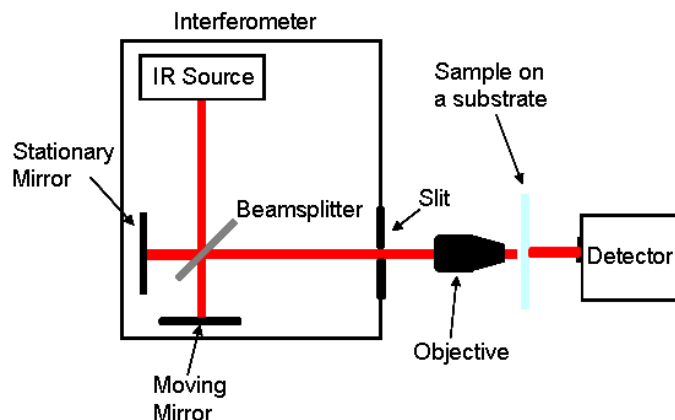 Interferometer
IR Source
Sample on
a substrate
Stationary
Mirror
Beamsplitter
Slit
Detector
Objective
Moving
Mirror